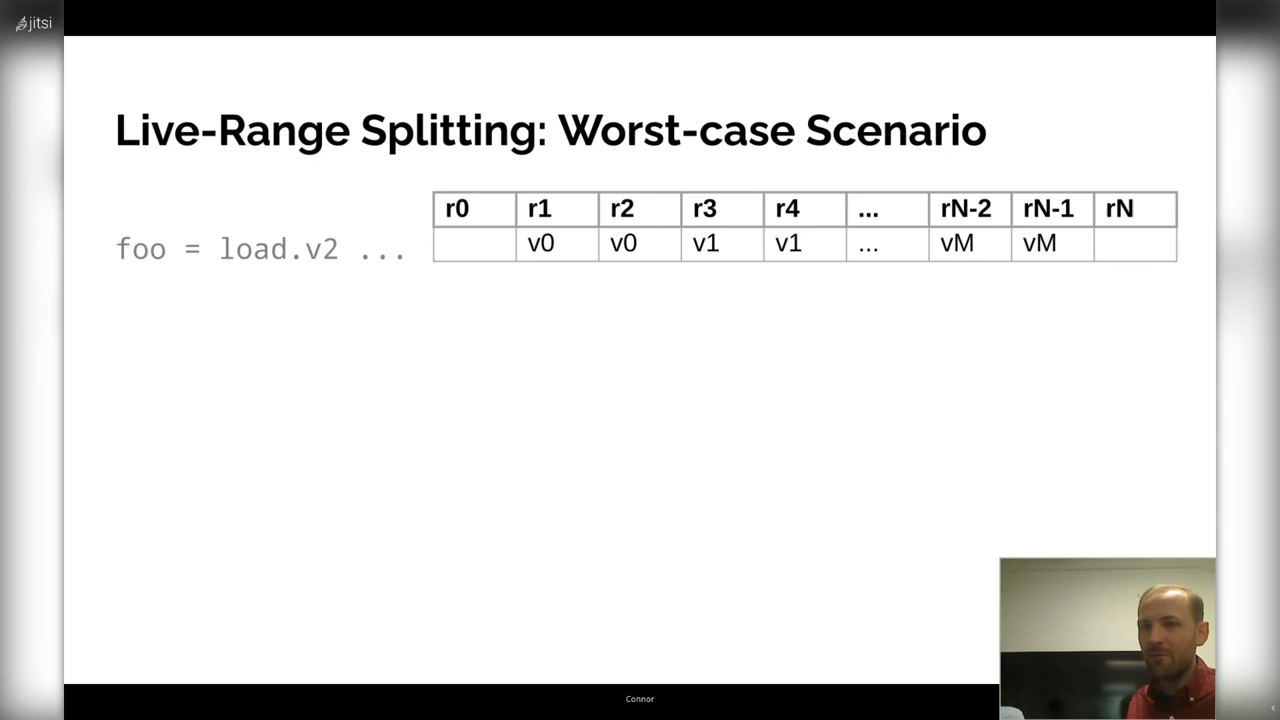 jitsi
Live-Range Splitting: Worst-case Scenario
r0 r1 r2 r3 r4 ... rN-2 rN-1 rN
foo = load.v2 ... v0 v0 v1 v1 ... vM vM
Connor